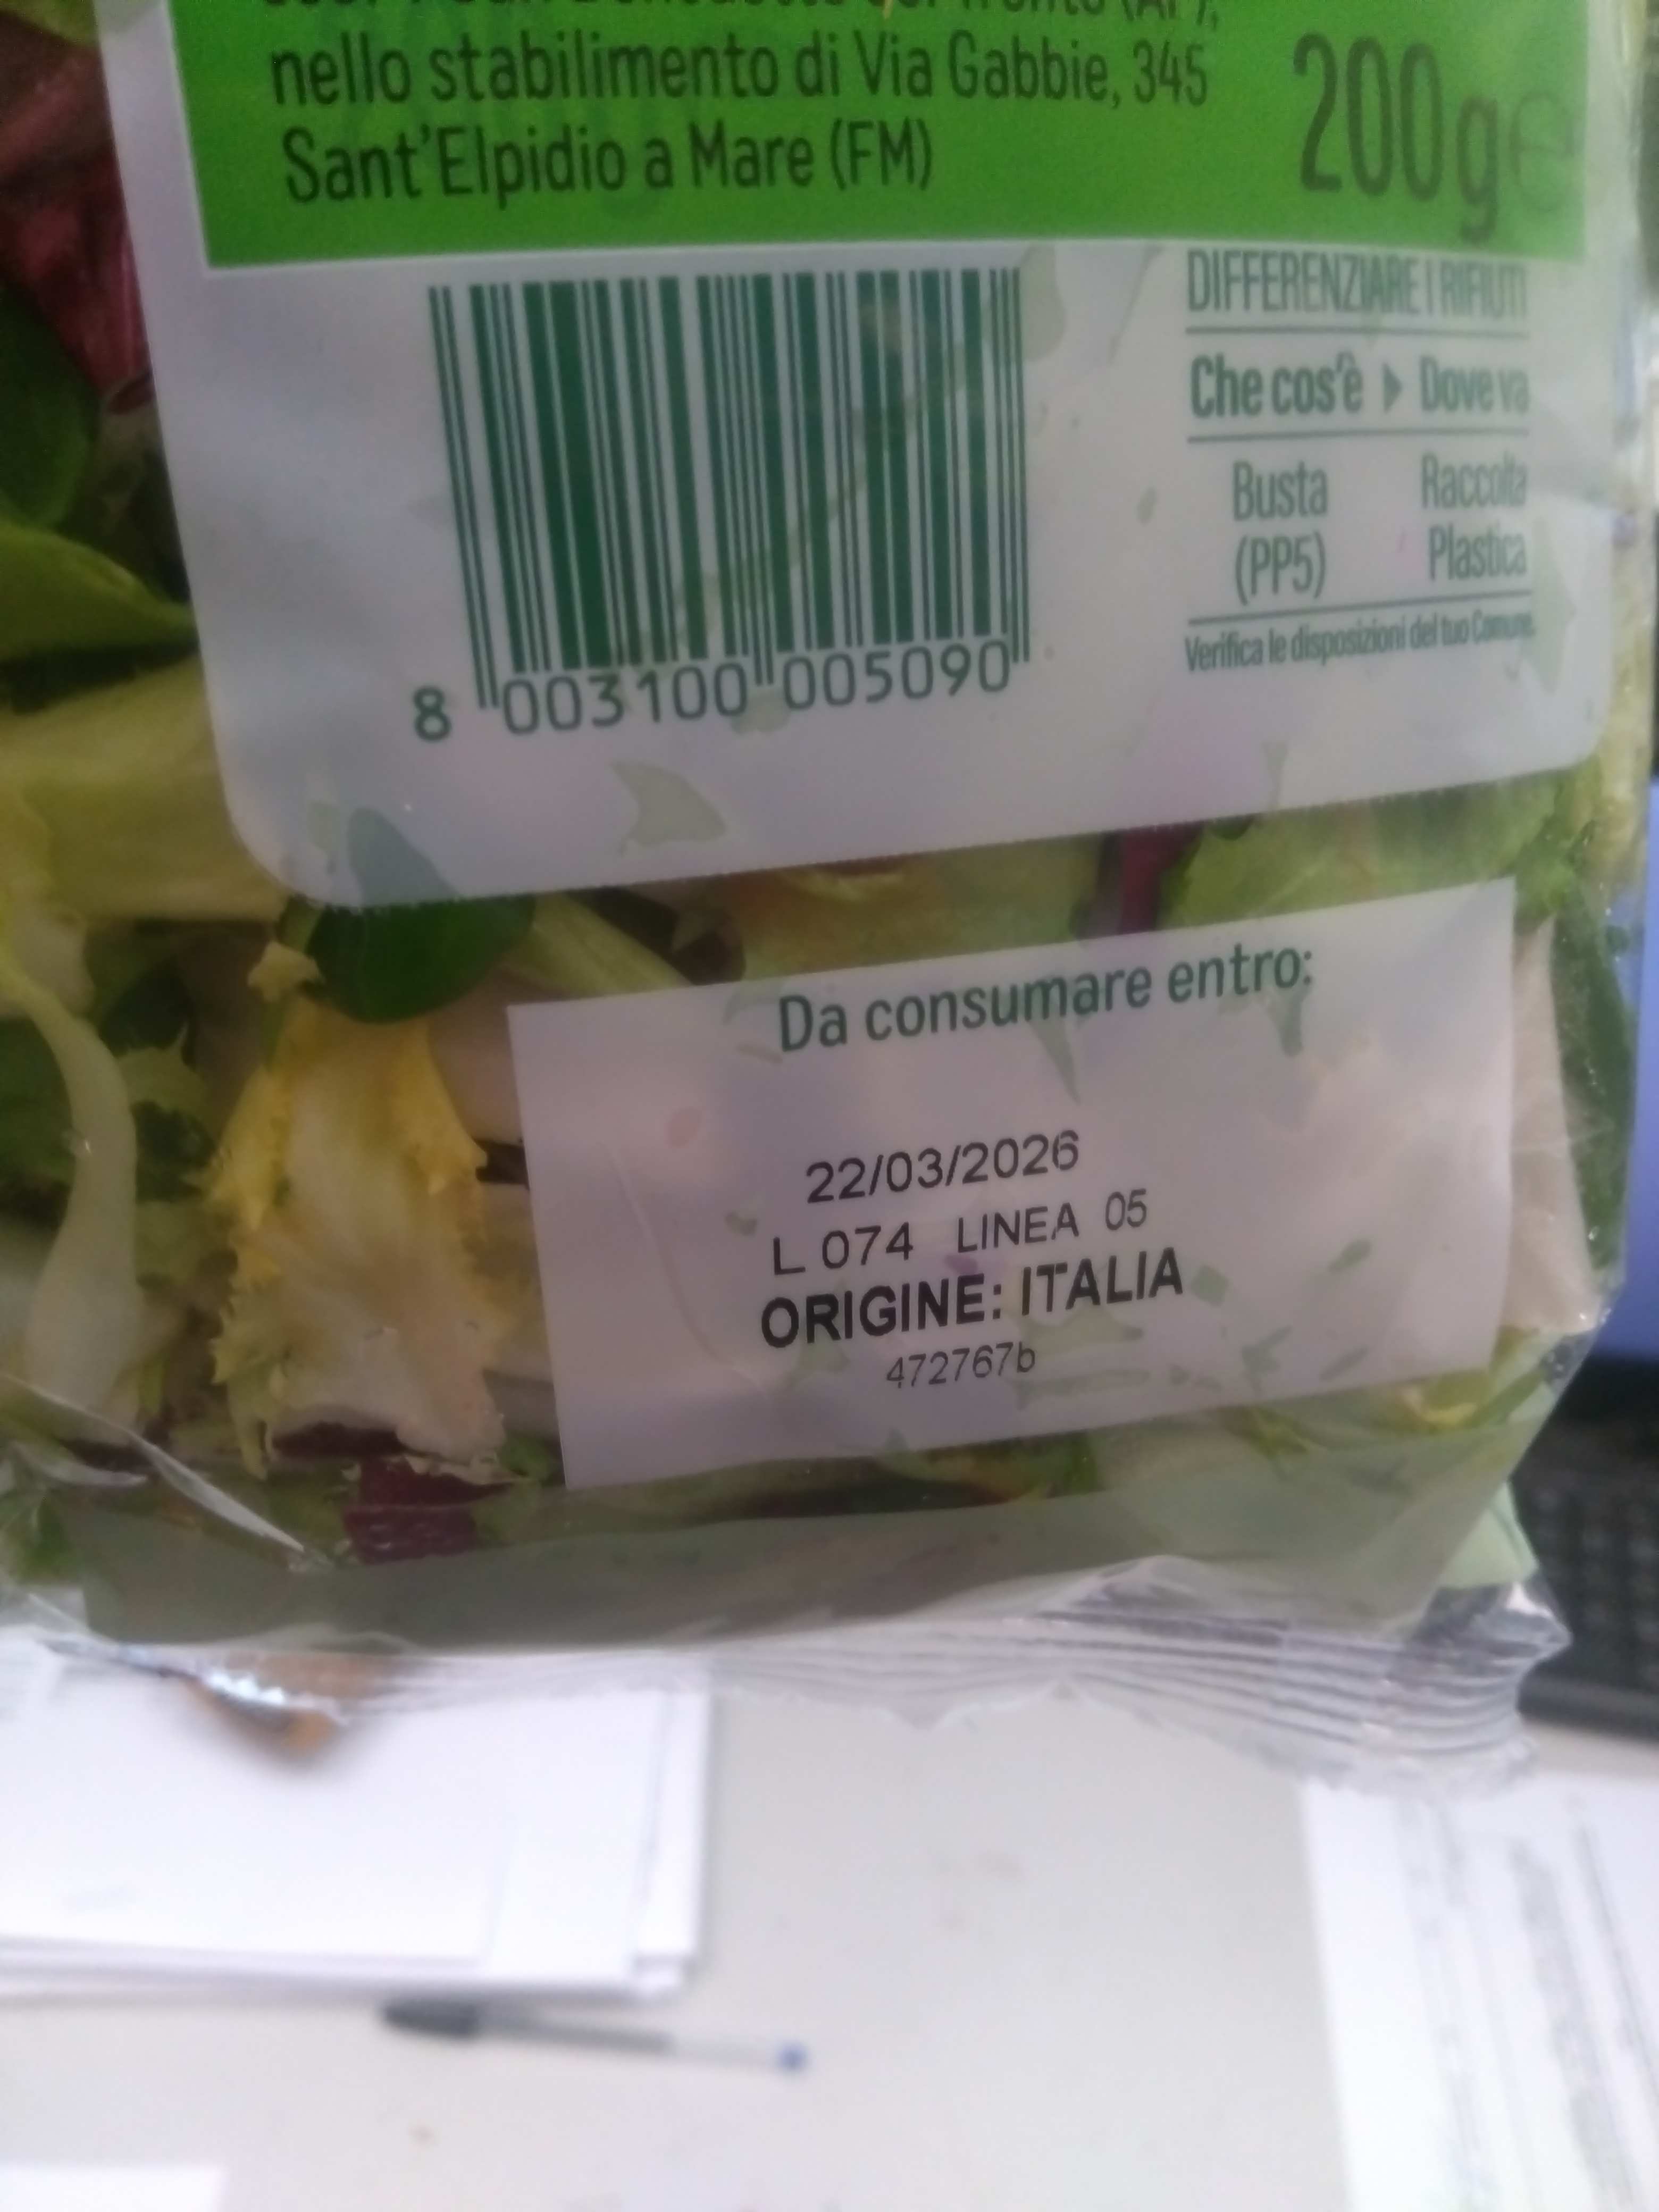 nello stabilimento di Via Gabbie, 345
Sant'Elpidio a Mare (FM)
200 g e
DIFFERENZIARE I RIFIUTI
Che cos'è Dove va
Busta Raccolta
(PP5) Plastica
Verifica le disposizioni del tuo Comune.
8 003100 005090
Da consumare entro:
22/03/2026
L 074 LINEA 05
ORIGINE: ITALIA
472767b